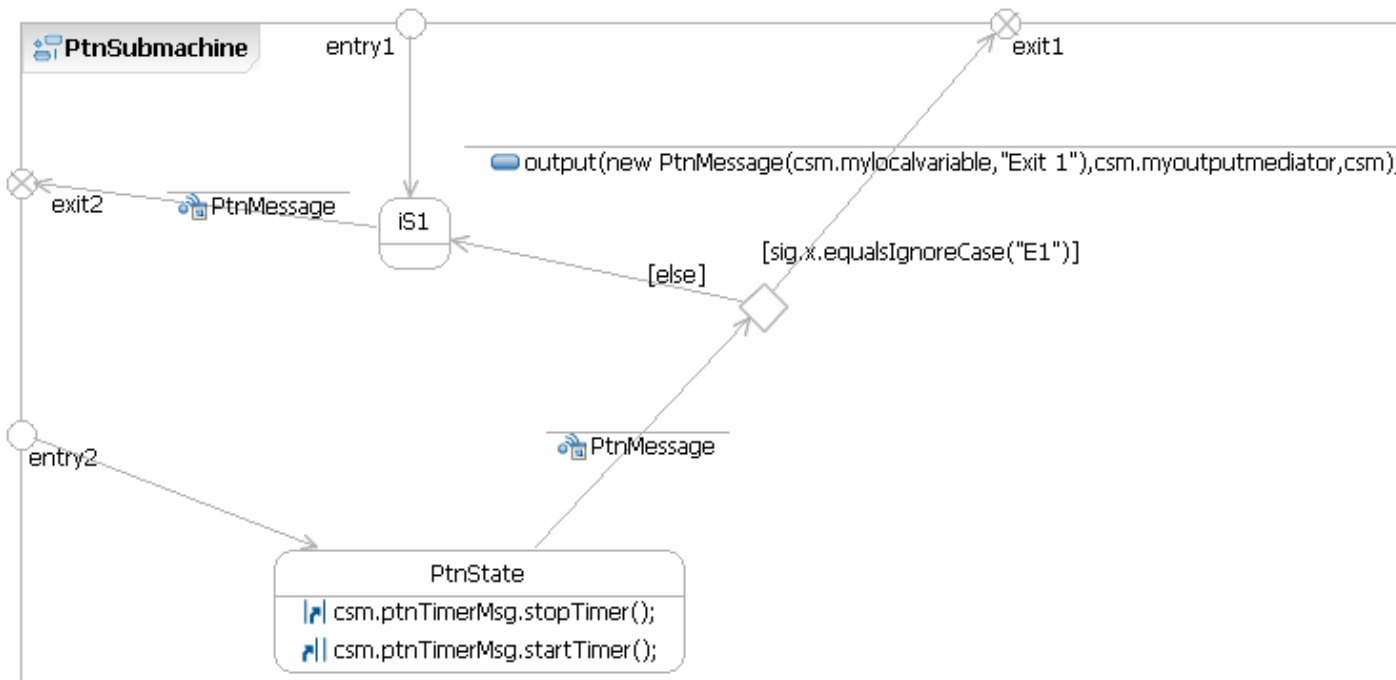 PtnSubmachine
entry1
exit1
output(new PtnMessage(csm.mylocalvariable,"Exit 1"),csm.myoutputmediator,csm)
exit2
PtnMessage
iS1
[sig.x.equalsIgnoreCase("E1")]
[else]
PtnMessage
entry2
PtnState
csm.ptnTimerMsg.stopTimer();
csm.ptnTimerMsg.startTimer();